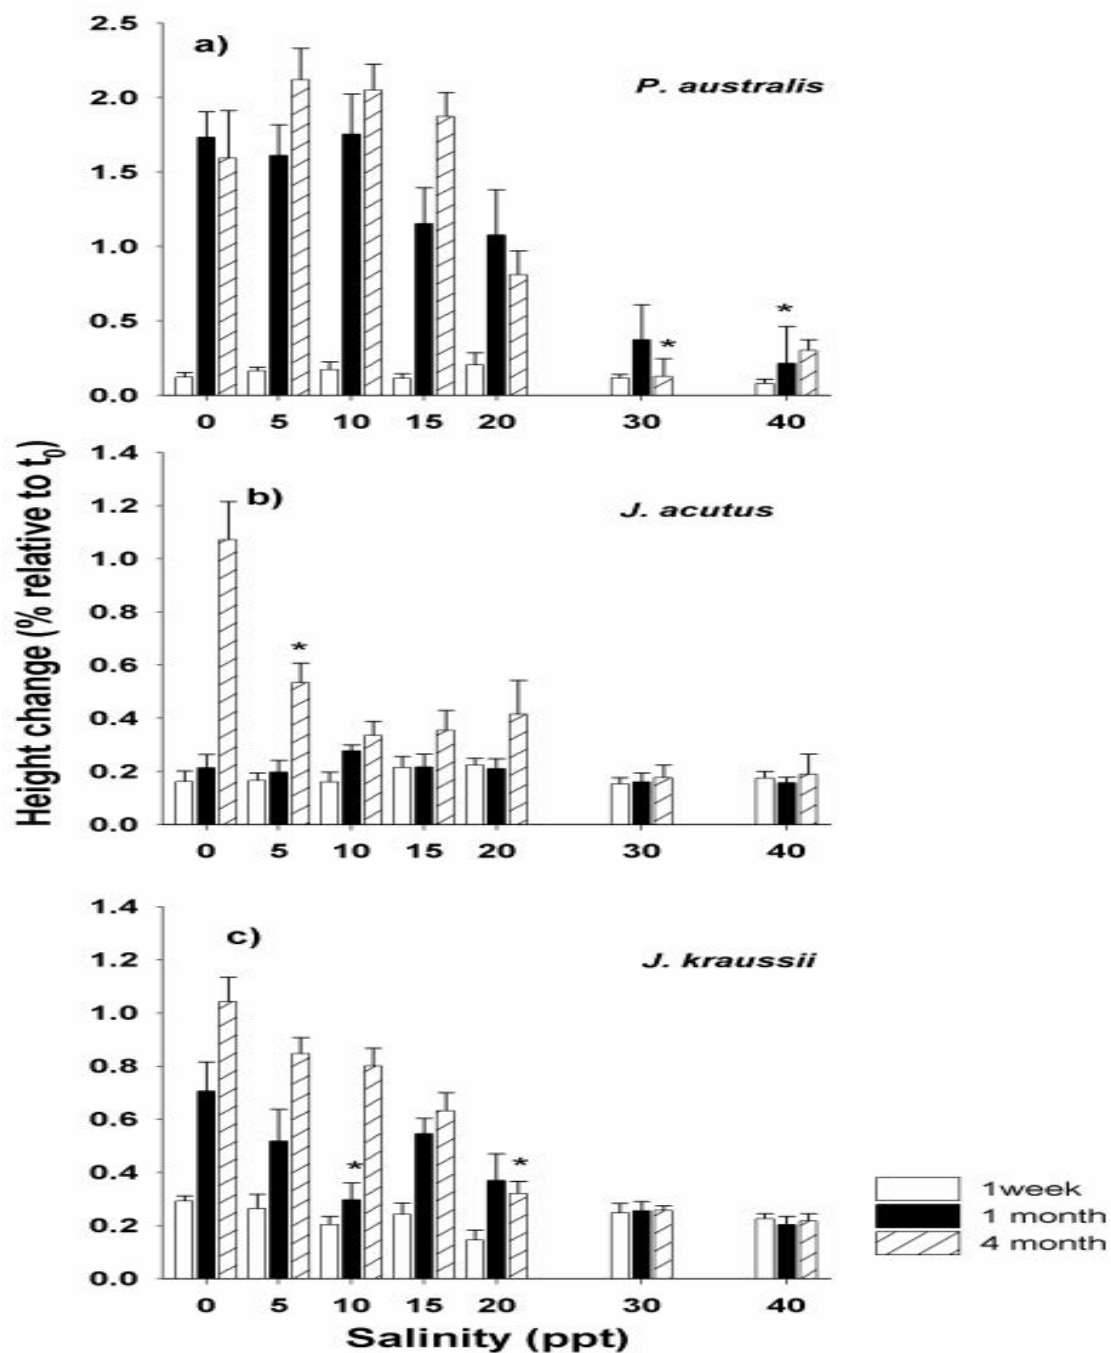 2.5
a)
P. australis
2.0
1.5
1.0
0.5
*
*
0.0
0 5 10 15 20 30 40
Height change (% relative to t0)
1.4
b)
J. acutus
1.2
1.0
0.8
*
0.6
0.4
0.2
0.0
0 5 10 15 20 30 40
1.4
c)
J. kraussii
1.2
1.0
0.8
0.6
*
*
0.4
0.2
0.0
0 5 10 15 20 30 40
Salinity (ppt)
1week
1 month
4 month